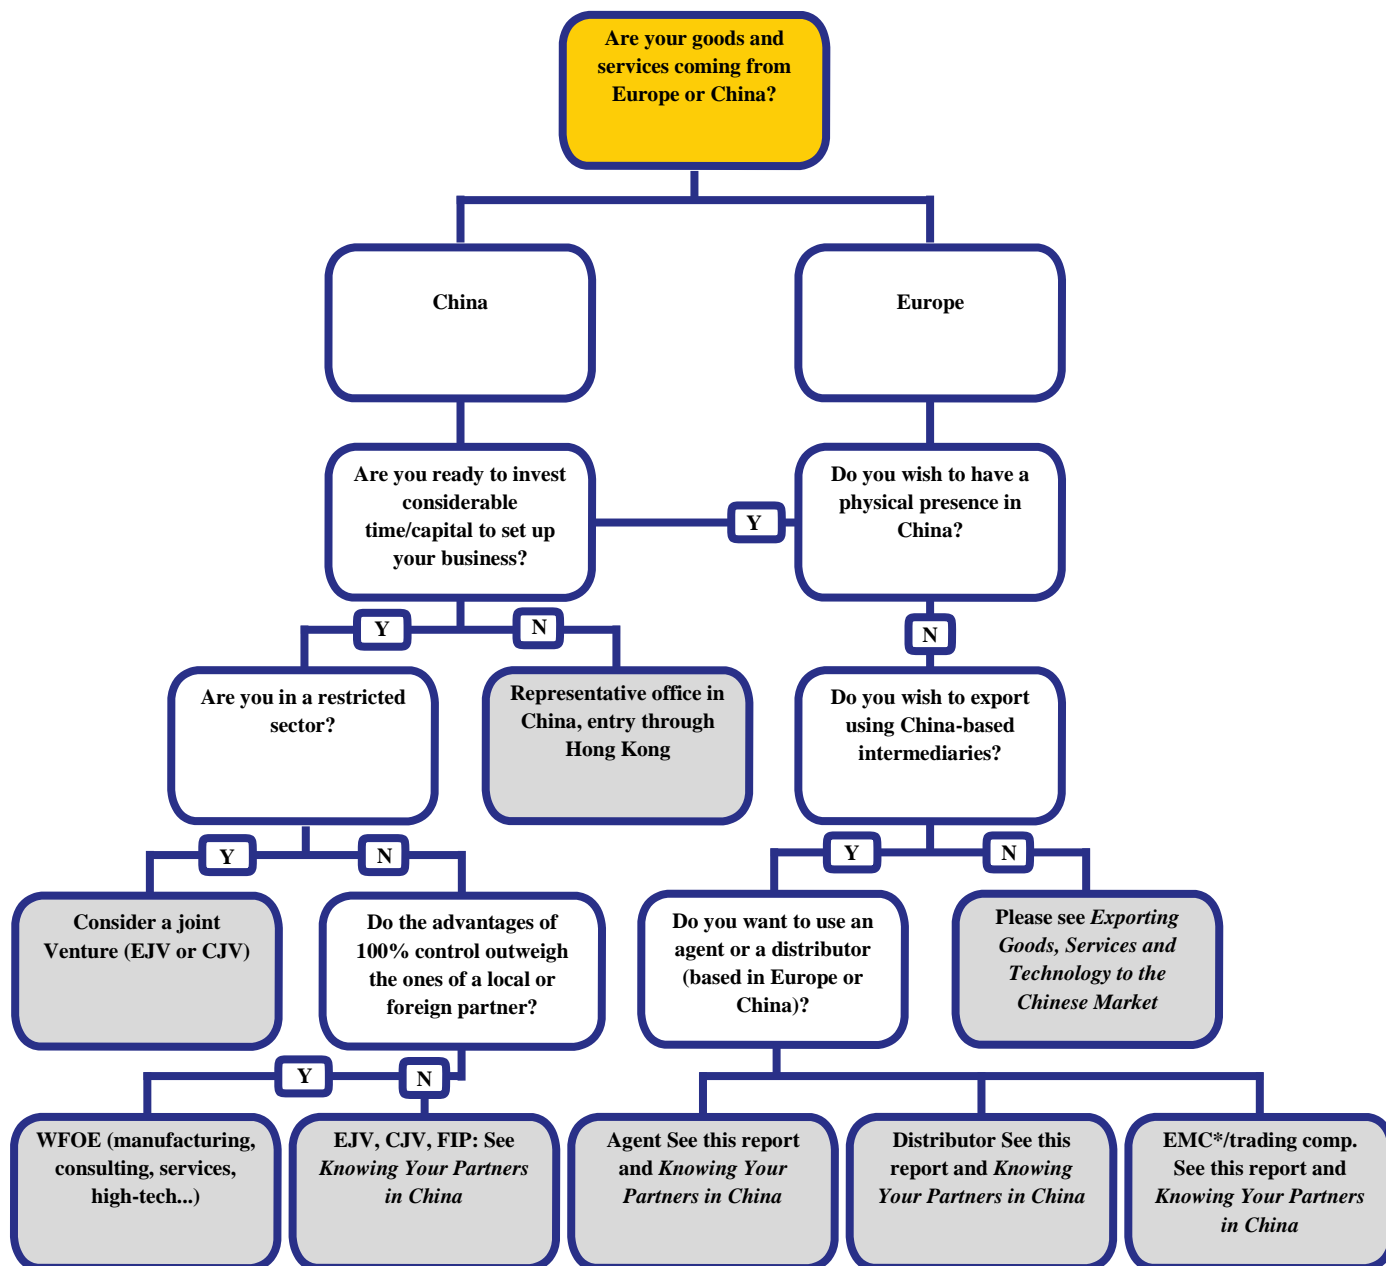 Are your goods and
services coming from
Europe or China?
China
Europe
Are you ready to invest
considerable
time/capital to set up
your business?
Y
Do you wish to have a
physical presence in
China?
Y
N
N
Are you in a restricted
sector?
Representative office in
China, entry through
Hong Kong
Do you wish to export
using China-based
intermediaries?
Y
N
Y
N
Consider a joint
Venture (EJV or CJV)
Do the advantages of
100% control outweigh
the ones of a local or
foreign partner?
Do you want to use an
agent or a distributor
(based in Europe or
China)?
Please see Exporting
Goods, Services and
Technology to the
Chinese Market
Y
N
WFOE (manufacturing,
consulting, services,
high-tech...)
EJV, CJV, FIP: See
Knowing Your Partners
in China
Agent See this report
and Knowing Your
Partners in China
Distributor See this
report and Knowing
Your Partners in China
EMC*/trading comp.
See this report and
Knowing Your Partners
in China